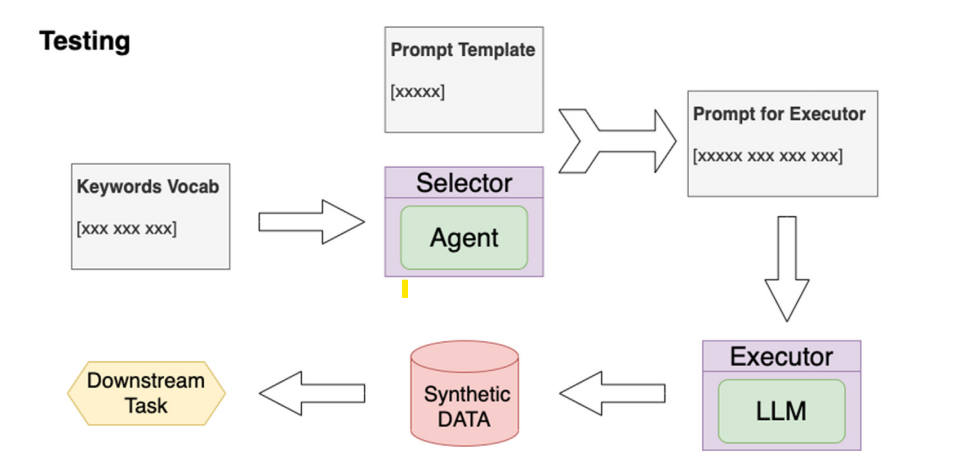 Testing
Prompt Template
[xxxxx]
Prompt for Executor
[xxxxx xxx xxx xxx]
Keywords Vocab
[xxx xxx xxx]
Selector
Agent
Executor
LLM
Synthetic
DATA
Downstream
Task